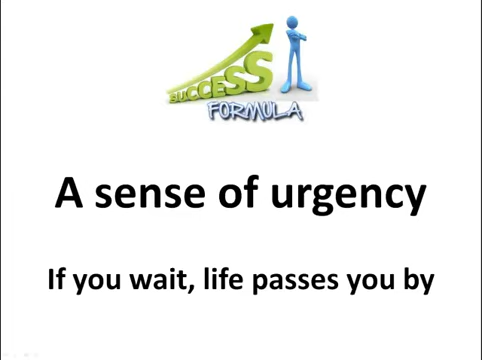 SUCCESS
FORMULA
A sense of urgency
If you wait, life passes you by